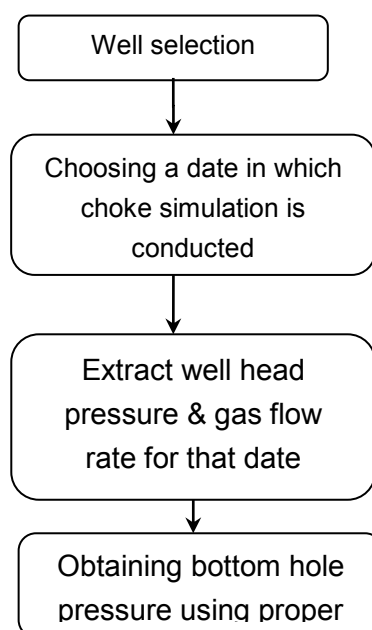 Well selection
Choosing a date in which
choke simulation is
conducted
Extract well head
pressure & gas flow
rate for that date
Obtaining bottom hole
pressure using proper